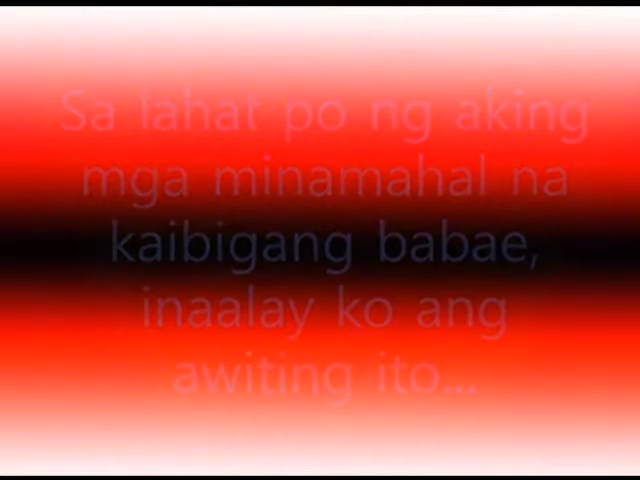 Sa lahat po ng aking
mga minamahal na
kaibigang babae,
inaalay ko ang
awiting ito...